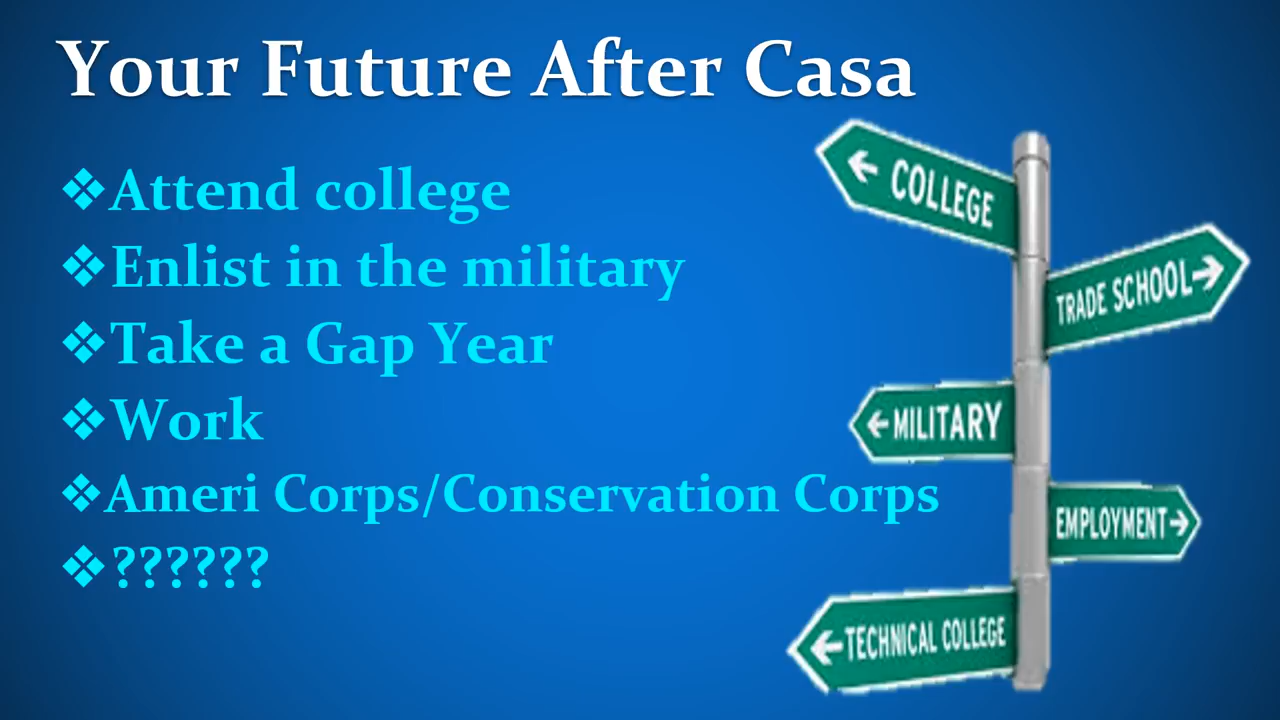 Your Future After Casa
❖Attend college
❖Enlist in the military
❖Take a Gap Year
❖Work
❖Ameri Corps/Conservation Corps
❖??????
← COLLEGE
TRADE SCHOOL→
←MILITARY
EMPLOYMENT→
←TECHNICAL COLLEGE